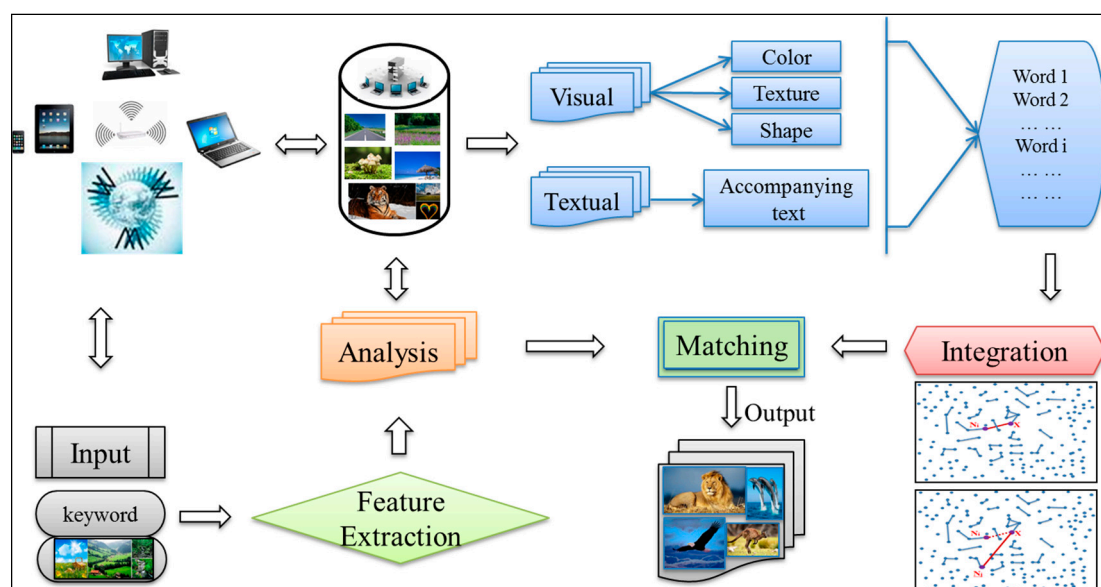 Visual
Color
Texture
Shape
Textual
Accompanying
text
Word 1
Word 2
... ...
Word i
... ...
... ...
Analysis
Matching
Integration
Output
Input
keyword
Feature
Extraction
N₁
X
X